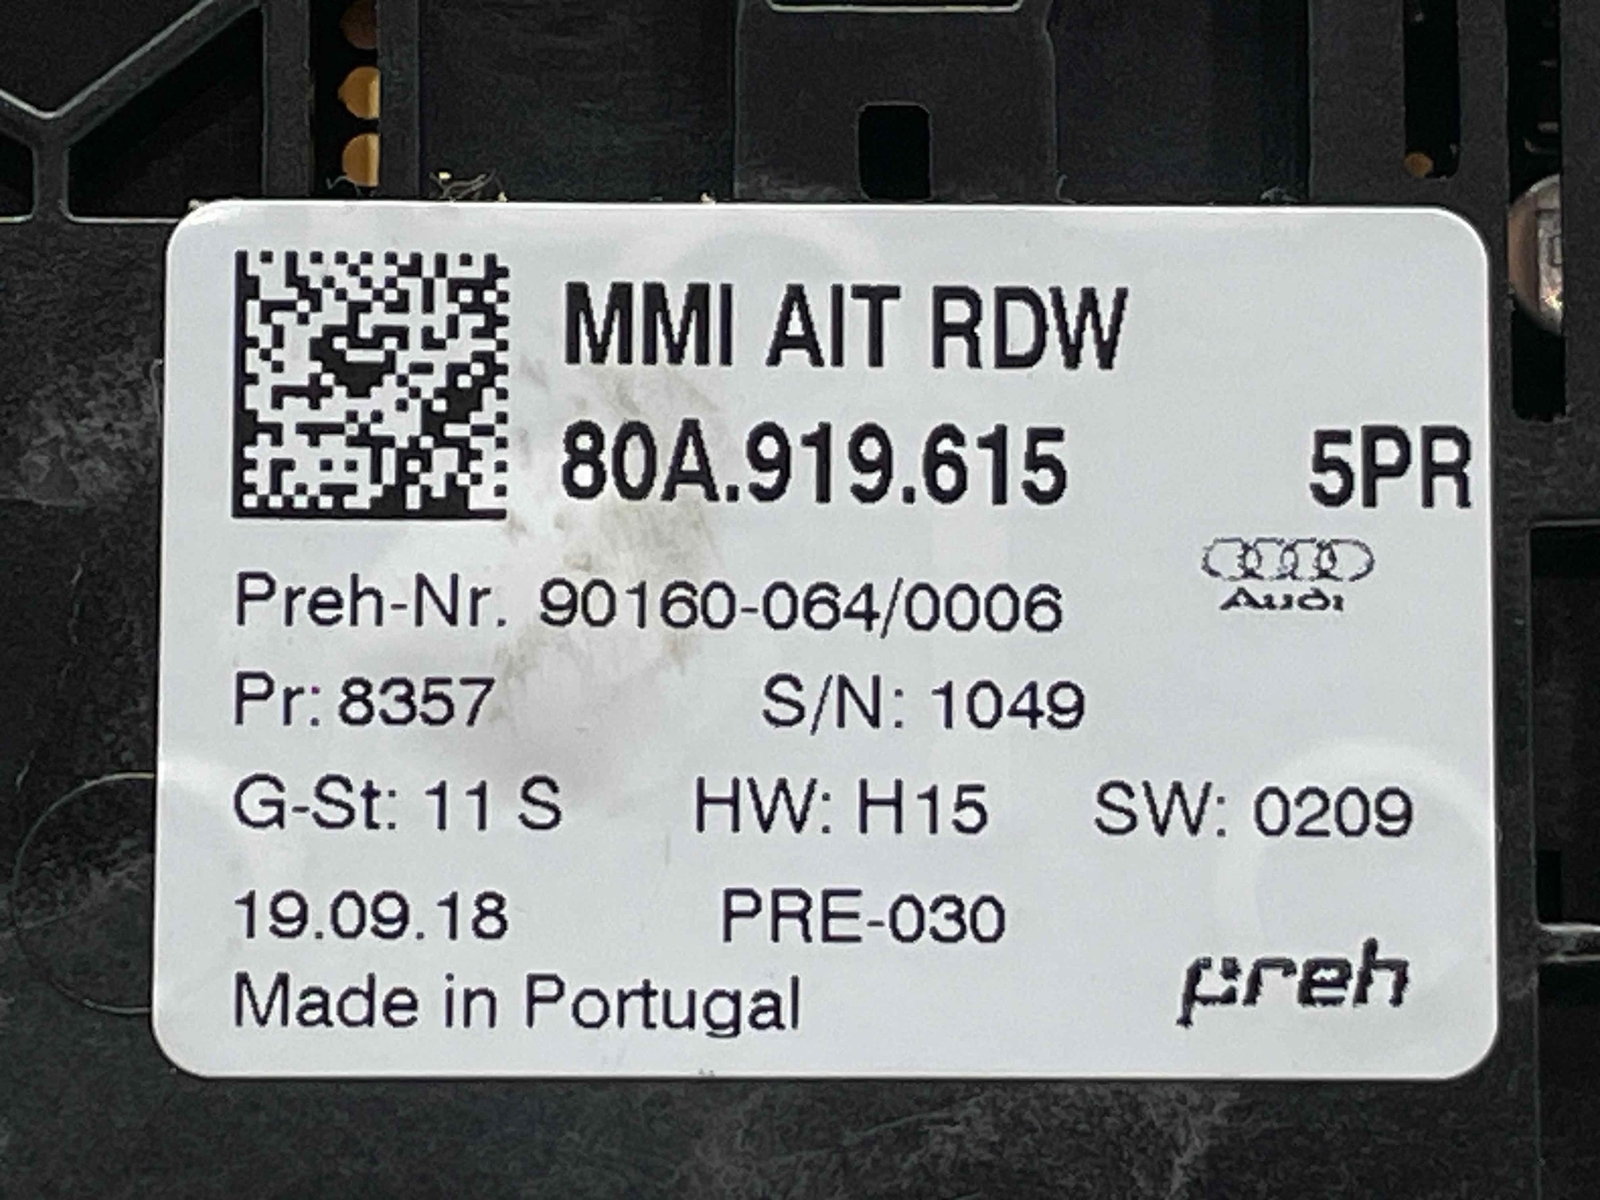 MMI AIT RDW
80A.919.615 5PR
Audi
Preh-Nr. 90160-064/0006
Pr: 8357 S/N: 1049
G-St: 11 S HW: H15 SW: 0209
19.09.18 PRE-030
Made in Portugal
preh